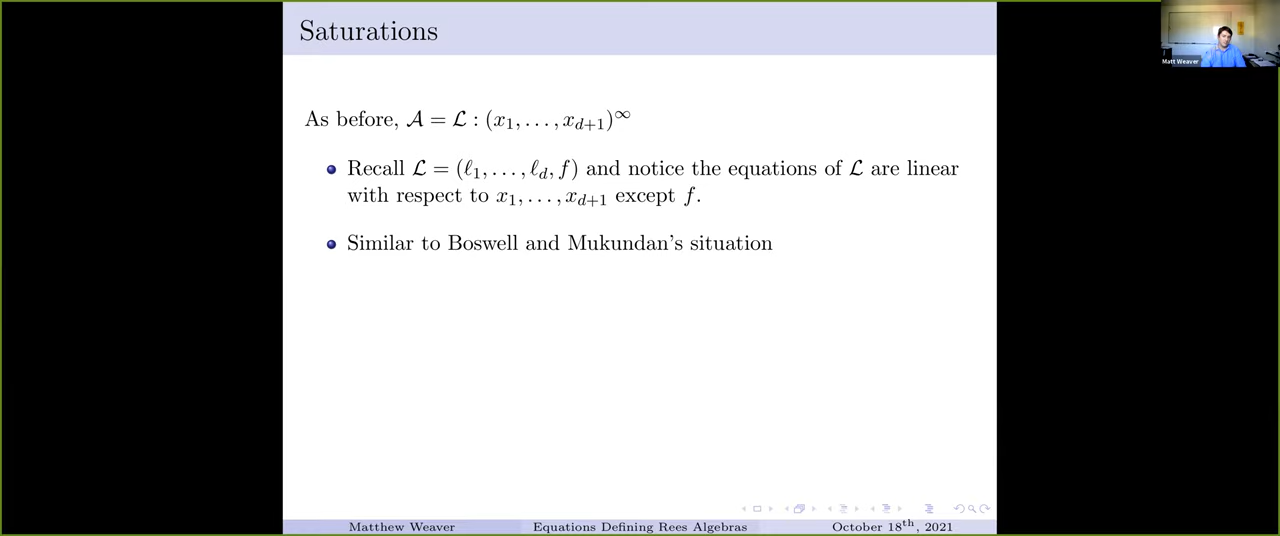 Saturations
Matt Weaver
As before, 𝒜 = ℒ : (x₁, . . . , x_{d+1})^∞
Recall ℒ = (ℓ₁, . . . , ℓ_d, f) and notice the equations of ℒ are linear
with respect to x₁, . . . , x_{d+1} except f.
Similar to Boswell and Mukundan's situation
Matthew Weaver Equations Defining Rees Algebras October 18th, 2021